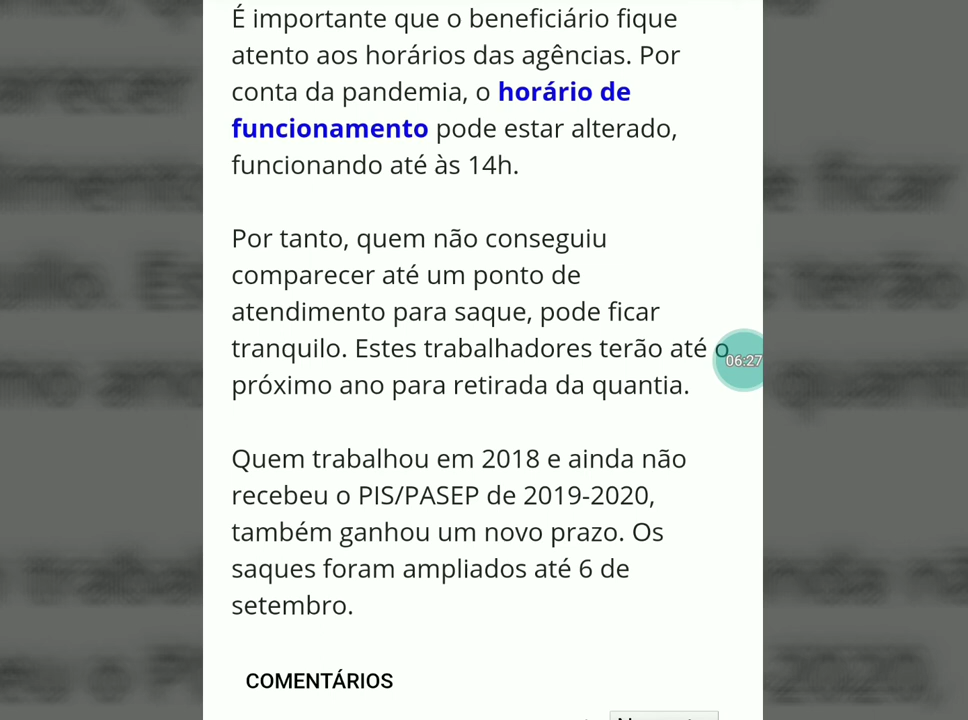 É importante que o beneficiário fique
atento aos horários das agências. Por
conta da pandemia, o horário de
funcionamento pode estar alterado,
funcionando até às 14h.
Por tanto, quem não conseguiu
comparecer até um ponto de
atendimento para saque, pode ficar
tranquilo. Estes trabalhadores terão até o
06:27
próximo ano para retirada da quantia.
Quem trabalhou em 2018 e ainda não
recebeu o PIS/PASEP de 2019-2020,
também ganhou um novo prazo. Os
saques foram ampliados até 6 de
setembro.
COMENTÁRIOS